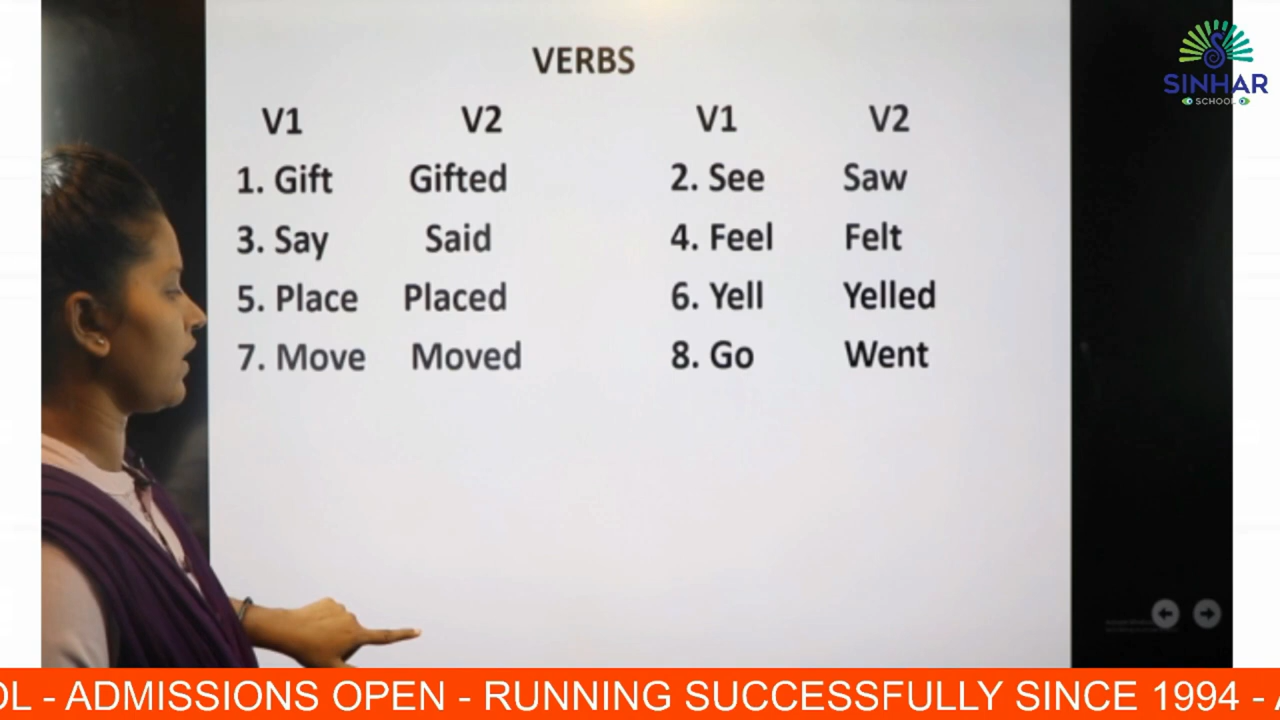 VERBS
V1 V2 V1 V2
1. Gift Gifted 2. See Saw
3. Say Said 4. Feel Felt
5. Place Placed 6. Yell Yelled
7. Move Moved 8. Go Went
SINHAR
SCHOOL
OL - ADMISSIONS OPEN - RUNNING SUCCESSFULLY SINCE 1994 -